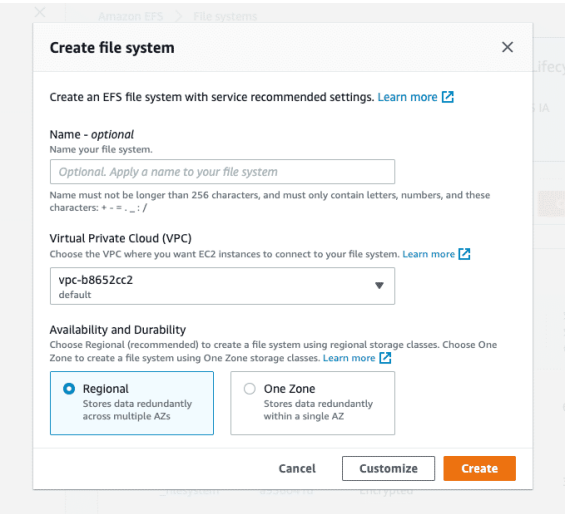 Amazon EFS > File systems
Create file system
Create an EFS file system with service recommended settings. Learn more
Name - optional
Name your file system.
Optional. Apply a name to your file system
Name must not be longer than 256 characters, and must only contain letters, numbers, and these
characters: + - = . _ : /
Virtual Private Cloud (VPC)
Choose the VPC where you want EC2 instances to connect to your file system. Learn more
vpc-b8652cc2
default
Availability and Durability
Choose Regional (recommended) to create a file system using regional storage classes. Choose One
Zone to create a file system using One Zone storage classes. Learn more
Regional
Stores data redundantly
across multiple AZs
One Zone
Stores data redundantly
within a single AZ
Cancel
Customize
Create
Encrypted